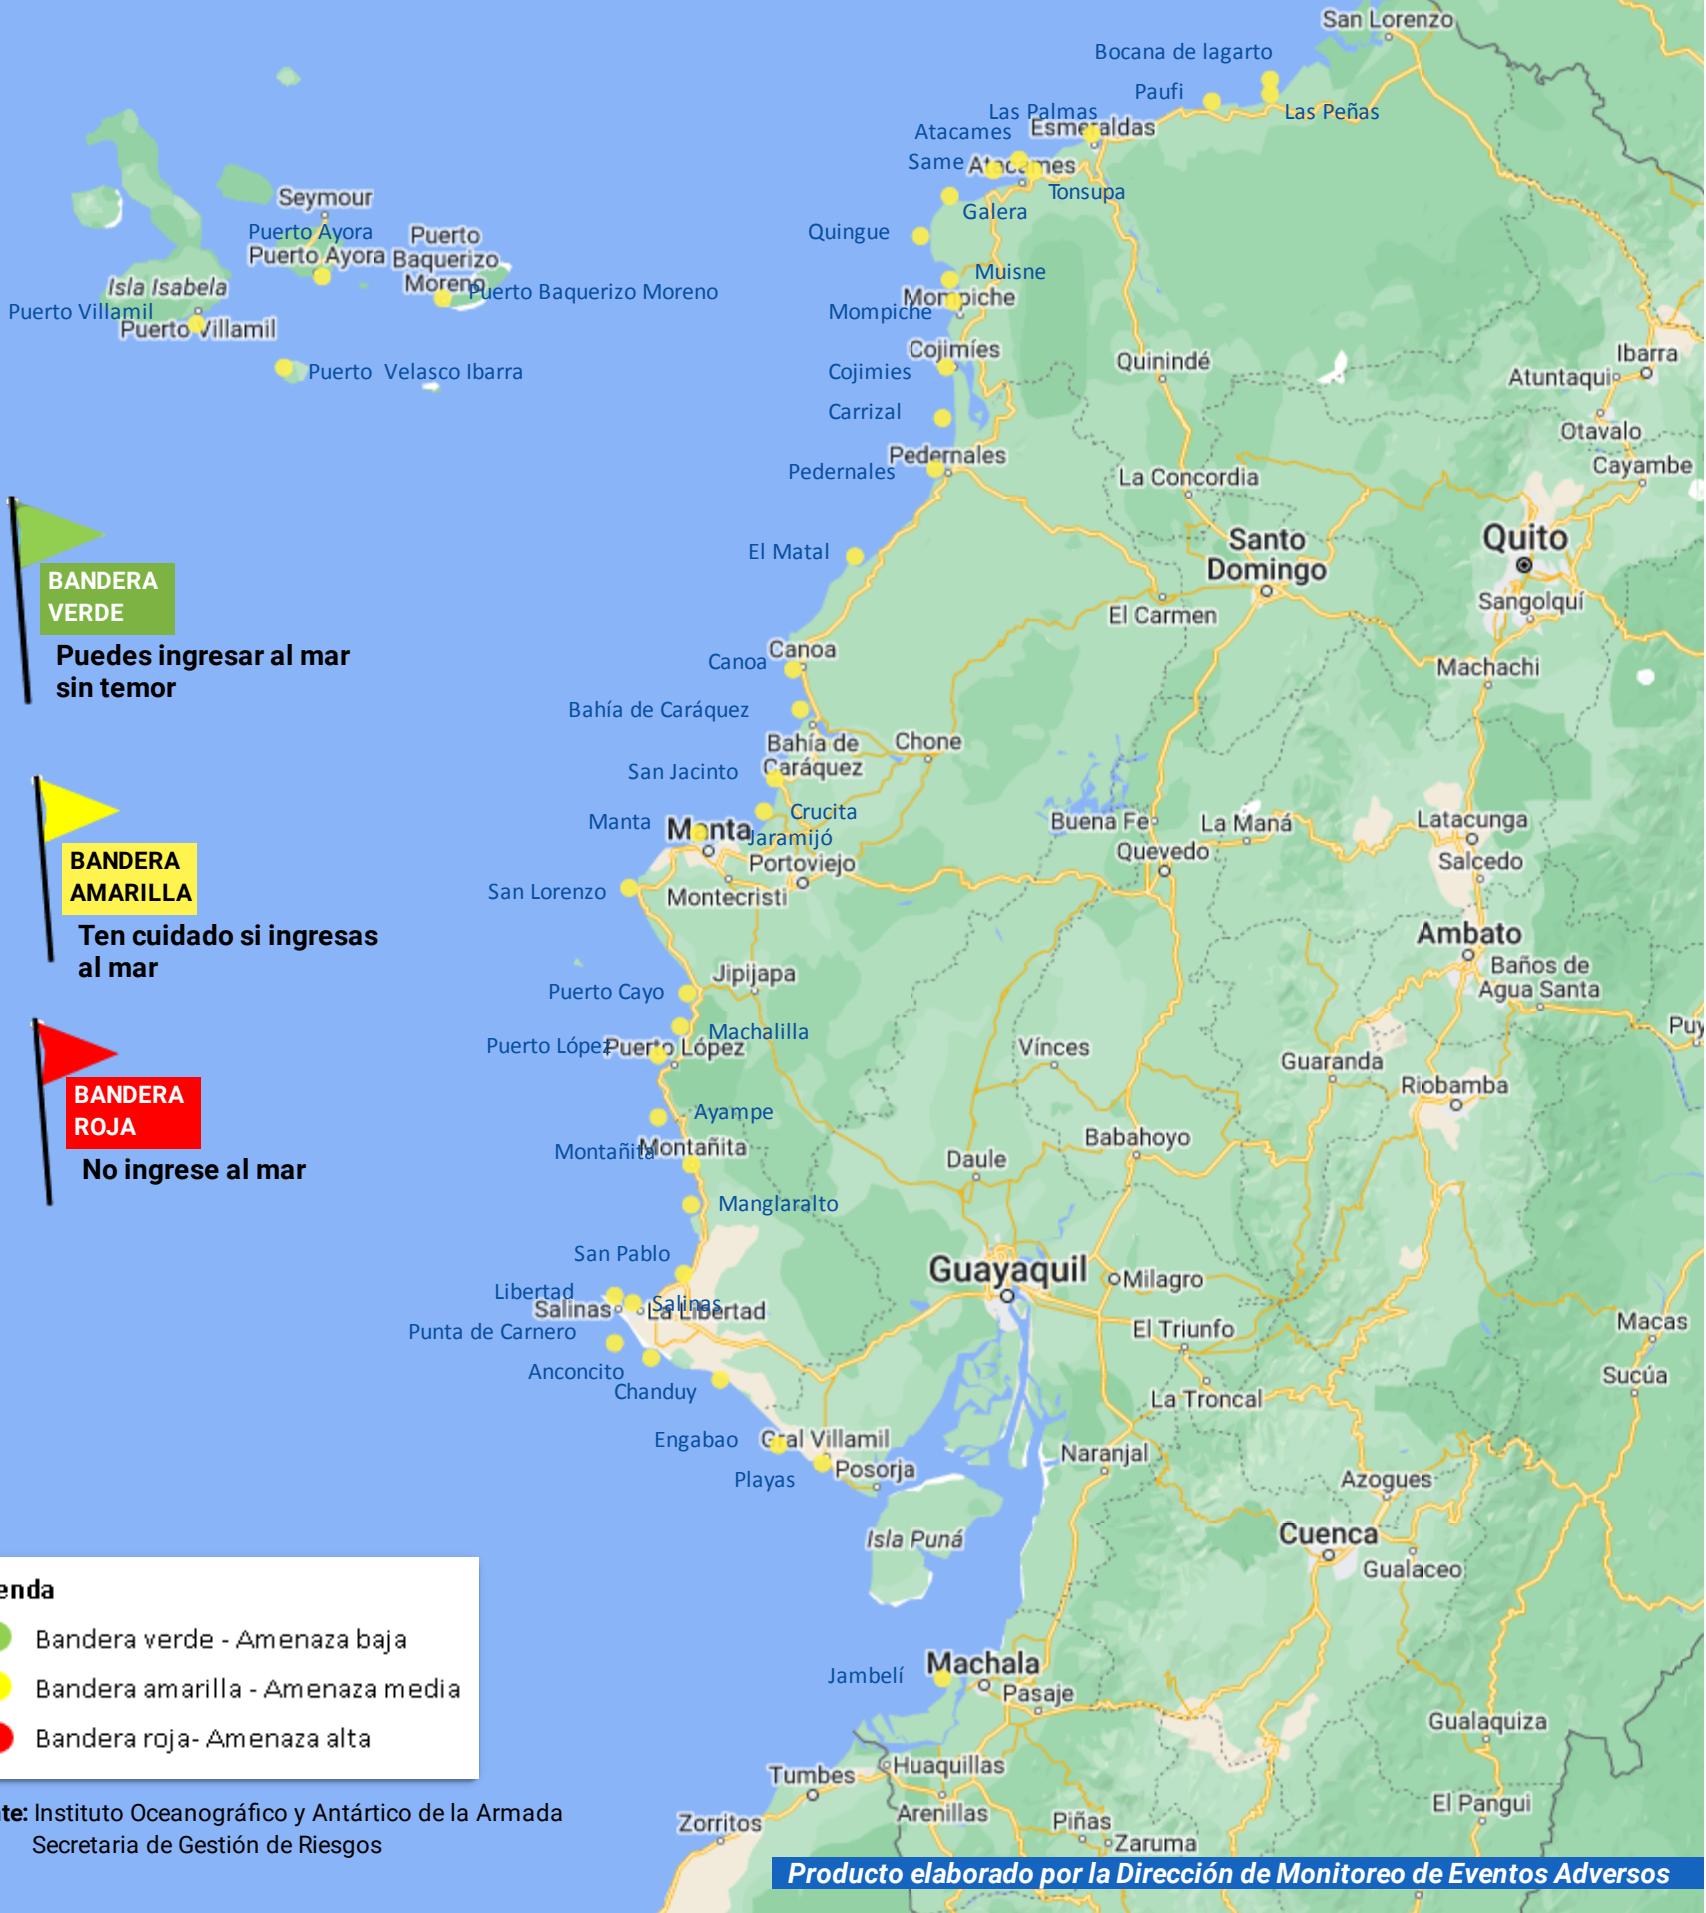 San Lorenzo
Bocana de lagarto
Paufi
Las Peñas
Las Palmas
Esmeraldas
Atacames
Same
Atacames
Tonsupa
Galera
Quingue
Muisne
Mompiche
Mompiche
Cojimíes
Cojimies
Carrizal
Pedernales
Pedernales
El Matal
Canoa
Canoa
Bahía de Caráquez
Bahía de
Caráquez
Chone
San Jacinto
Crucita
Manta
Manta
Jaramijó
Portoviejo
San Lorenzo
Montecristi
Jipijapa
Puerto Cayo
Machalilla
Puerto López
Puerto López
Ayampe
Montañita
Montañita
Manglaralto
San Pablo
Libertad
Salinas
Salinas
La Libertad
Punta de Carnero
Anconcito
Chanduy
Engabao
Gral Villamil
Playas
Posorja
Isla Puná
Jambelí
Machala
Pasaje
Huaquillas
Tumbes
Arenillas
Zorritos
Piñas
Zaruma
Seymour
Puerto Ayora
Puerto Ayora
Puerto
Baquerizo
Moreno
Puerto Baquerizo Moreno
Isla Isabela
Puerto Villamil
Puerto Villamil
Puerto Velasco Ibarra
Quinindé
Ibarra
Atuntaqui
Otavalo
Cayambe
La Concordia
Santo
Domingo
Quito
Sangolquí
El Carmen
Machachi
Buena Fe
La Maná
Quevedo
Latacunga
Salcedo
Ambato
Baños de
Agua Santa
Puy
Vínces
Guaranda
Riobamba
Babahoyo
Daule
Guayaquil
Milagro
El Triunfo
Macas
Sucúa
La Troncal
Naranjal
Azogues
Cuenca
Gualaceo
Gualaquiza
El Pangui
BANDERA
VERDE
Puedes ingresar al mar
sin temor
BANDERA
AMARILLA
Ten cuidado si ingresas
al mar
BANDERA
ROJA
No ingrese al mar
enda
Bandera verde - Amenaza baja
Bandera amarilla - Amenaza media
Bandera roja- Amenaza alta
te: Instituto Oceanográfico y Antártico de la Armada
Secretaria de Gestión de Riesgos
Producto elaborado por la Dirección de Monitoreo de Eventos Adversos